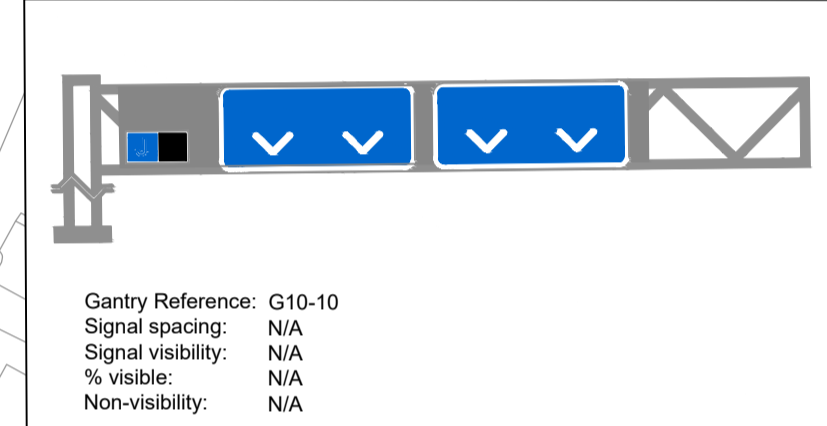 Gantry Reference: G10-10
Signal spacing: N/A
Signal visibility: N/A
% visible: N/A
Non-visibility: N/A